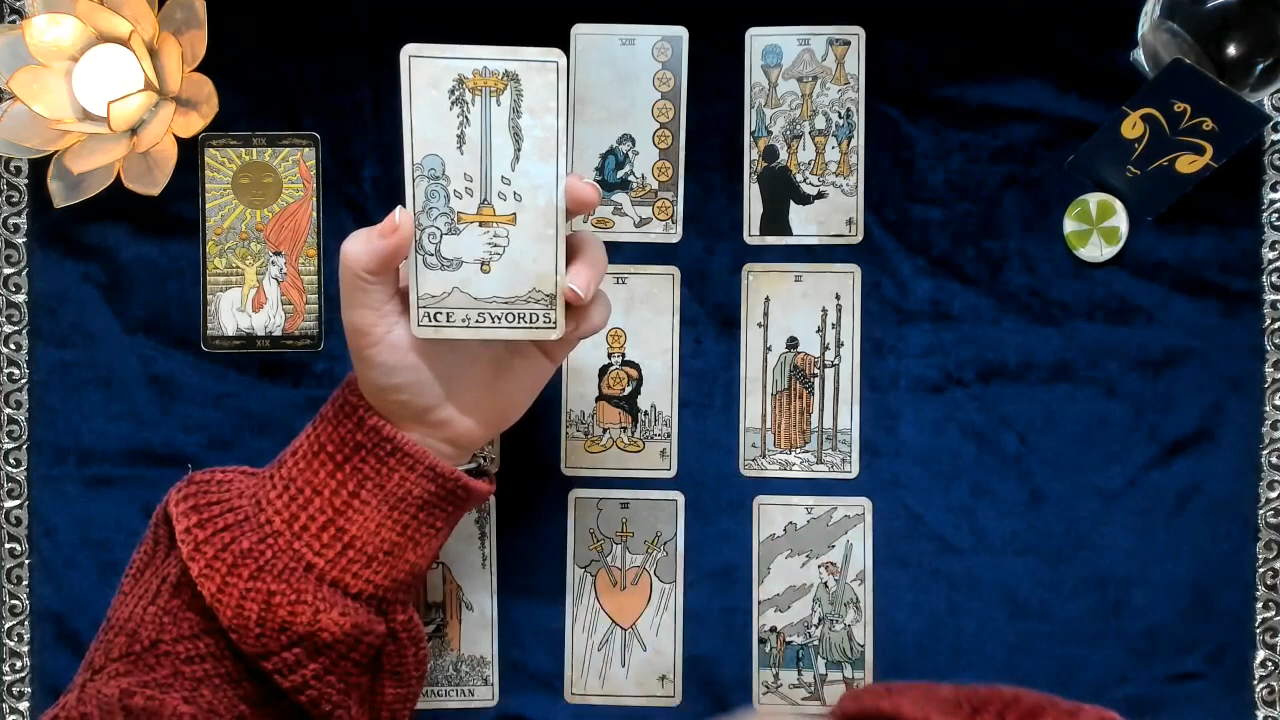 XIX
XIX
ACE of SWORDS.
VIII
VII
IV
III
MAGICIAN.
III
V